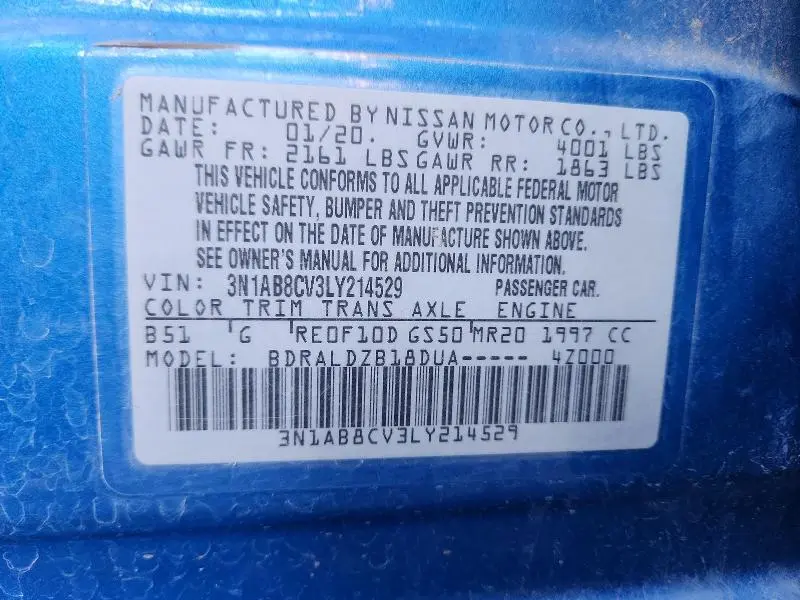 MANUFACTURED BY NISSAN MOTOR CO., LTD.
DATE: 01/20. GVWR: 4001 LBS
GAWR FR: 2161 LBS GAWR RR: 1863 LBS
THIS VEHICLE CONFORMS TO ALL APPLICABLE FEDERAL MOTOR
VEHICLE SAFETY, BUMPER AND THEFT PREVENTION STANDARDS
IN EFFECT ON THE DATE OF MANUFACTURE SHOWN ABOVE.
SEE OWNER'S MANUAL FOR ADDITIONAL INFORMATION.
VIN: 3N1AB8CV3LY214529 PASSENGER CAR.
COLOR TRIM TRANS AXLE ENGINE
B51 G RE0F10D GS50 MR20 1997 CC
MODEL: BDRALDZB18DUA----- 4Z000
3N1AB8CV3LY214529